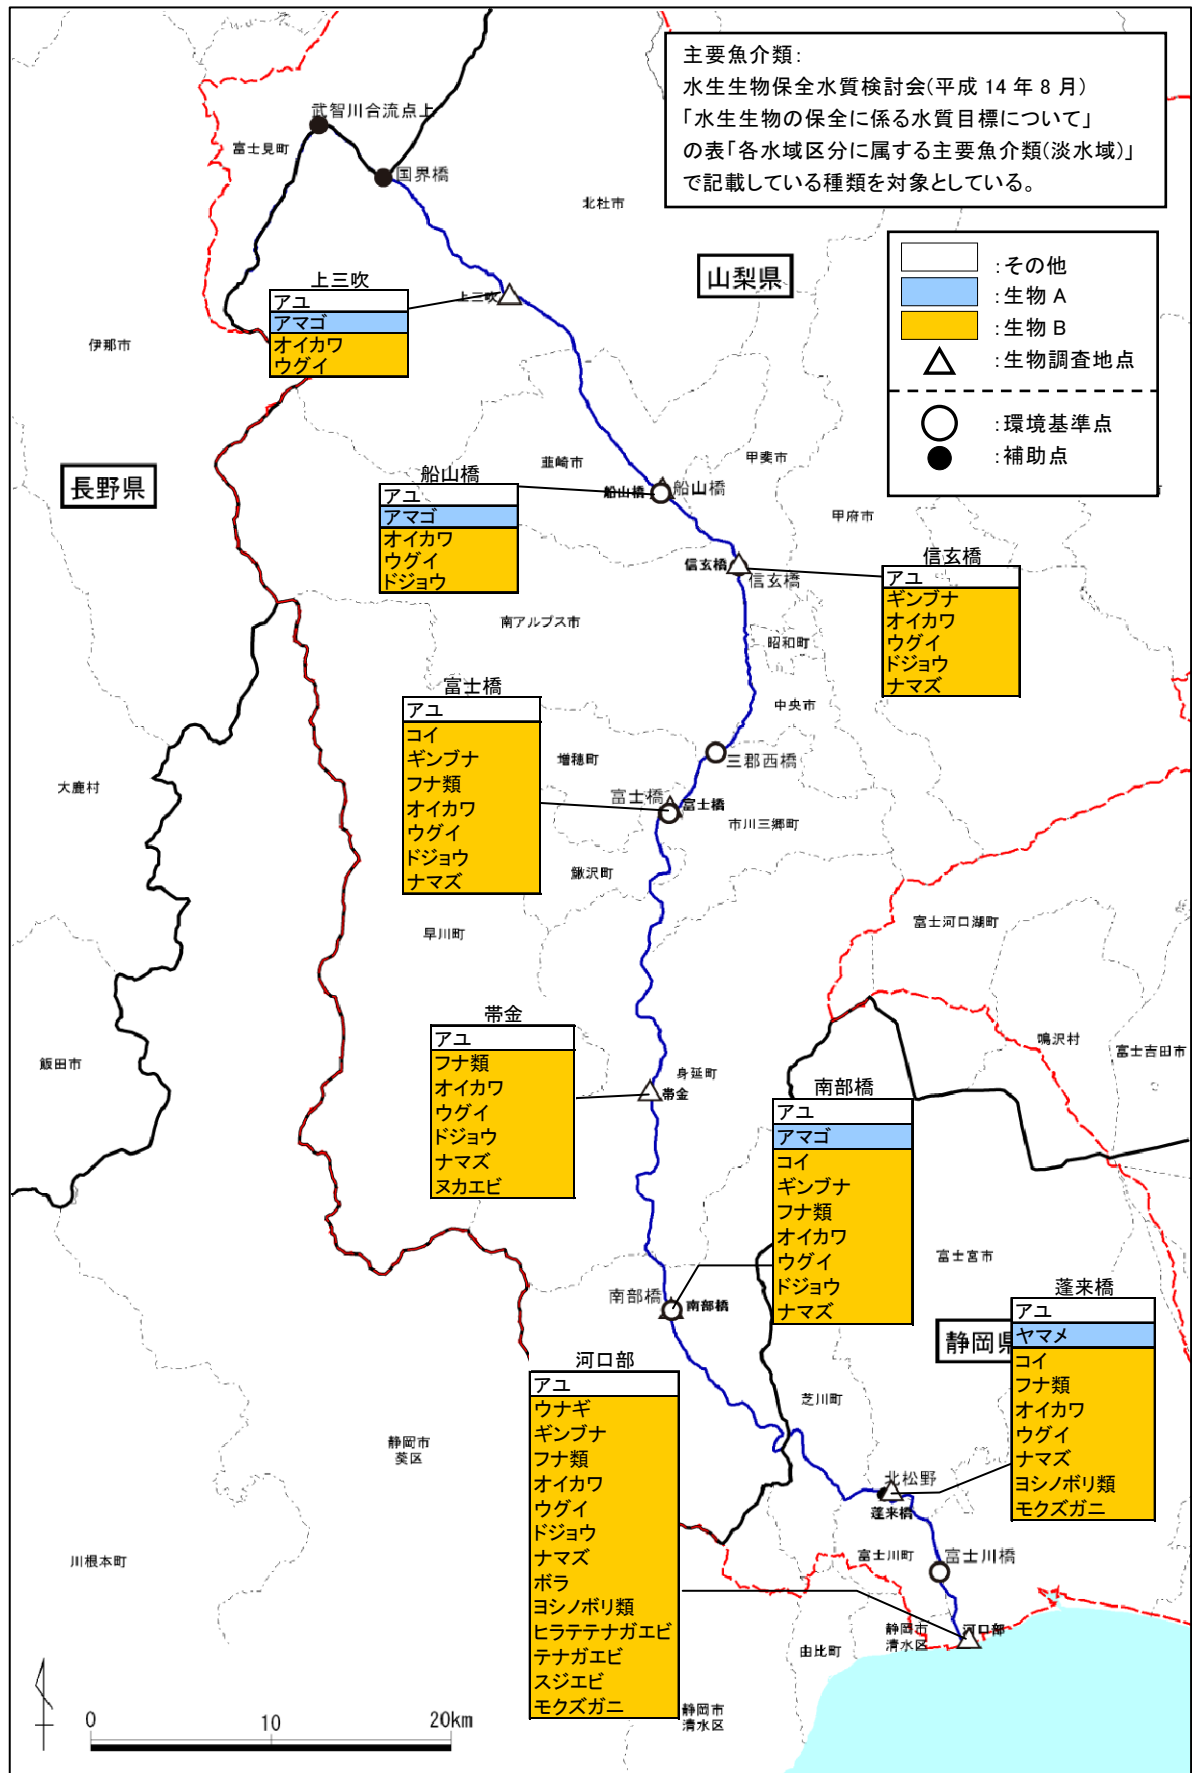 主要魚介類：
水生生物保全水質検討会(平成 14 年 8 月)
「水生生物の保全に係る水質目標について」
の表「各水域区分に属する主要魚介類(淡水域)」
で記載している種類を対象としている。
：その他
：生物 A
：生物 B
：生物調査地点
：環境基準点
：補助点
武智川合流点上
富士見町
国界橋
北杜市
山梨県
上三吹
アユ
アマゴ
オイカワ
ウグイ
上三吹
伊那市
長野県
韮崎市
甲斐市
船山橋
アユ
アマゴ
オイカワ
ウグイ
ドジョウ
船山橋
船山橋
甲府市
信玄橋
信玄橋
信玄橋
アユ
ギンブナ
オイカワ
ウグイ
ドジョウ
ナマズ
南アルプス市
昭和町
中央市
富士橋
アユ
コイ
ギンブナ
フナ類
オイカワ
ウグイ
ドジョウ
ナマズ
増穂町
三郡西橋
富士橋
富士橋
市川三郷町
大鹿村
鰍沢町
早川町
富士河口湖町
帯金
アユ
フナ類
オイカワ
ウグイ
ドジョウ
ナマズ
ヌカエビ
鳴沢村
富士吉田市
飯田市
身延町
帯金
南部橋
アユ
アマゴ
コイ
ギンブナ
フナ類
オイカワ
ウグイ
ドジョウ
ナマズ
富士宮市
南部橋
南部橋
蓬来橋
アユ
ヤマメ
コイ
フナ類
オイカワ
ウグイ
ナマズ
ヨシノボリ類
モクズガニ
静岡県
河口部
アユ
ウナギ
ギンブナ
フナ類
オイカワ
ウグイ
ドジョウ
ナマズ
ボラ
ヨシノボリ類
ヒラテテナガエビ
テナガエビ
スジエビ
モクズガニ
芝川町
静岡市
葵区
北松野
蓬来橋
川根本町
富士川町
富士川橋
静岡市
清水区
河口部
由比町
静岡市
清水区
0
10
20km